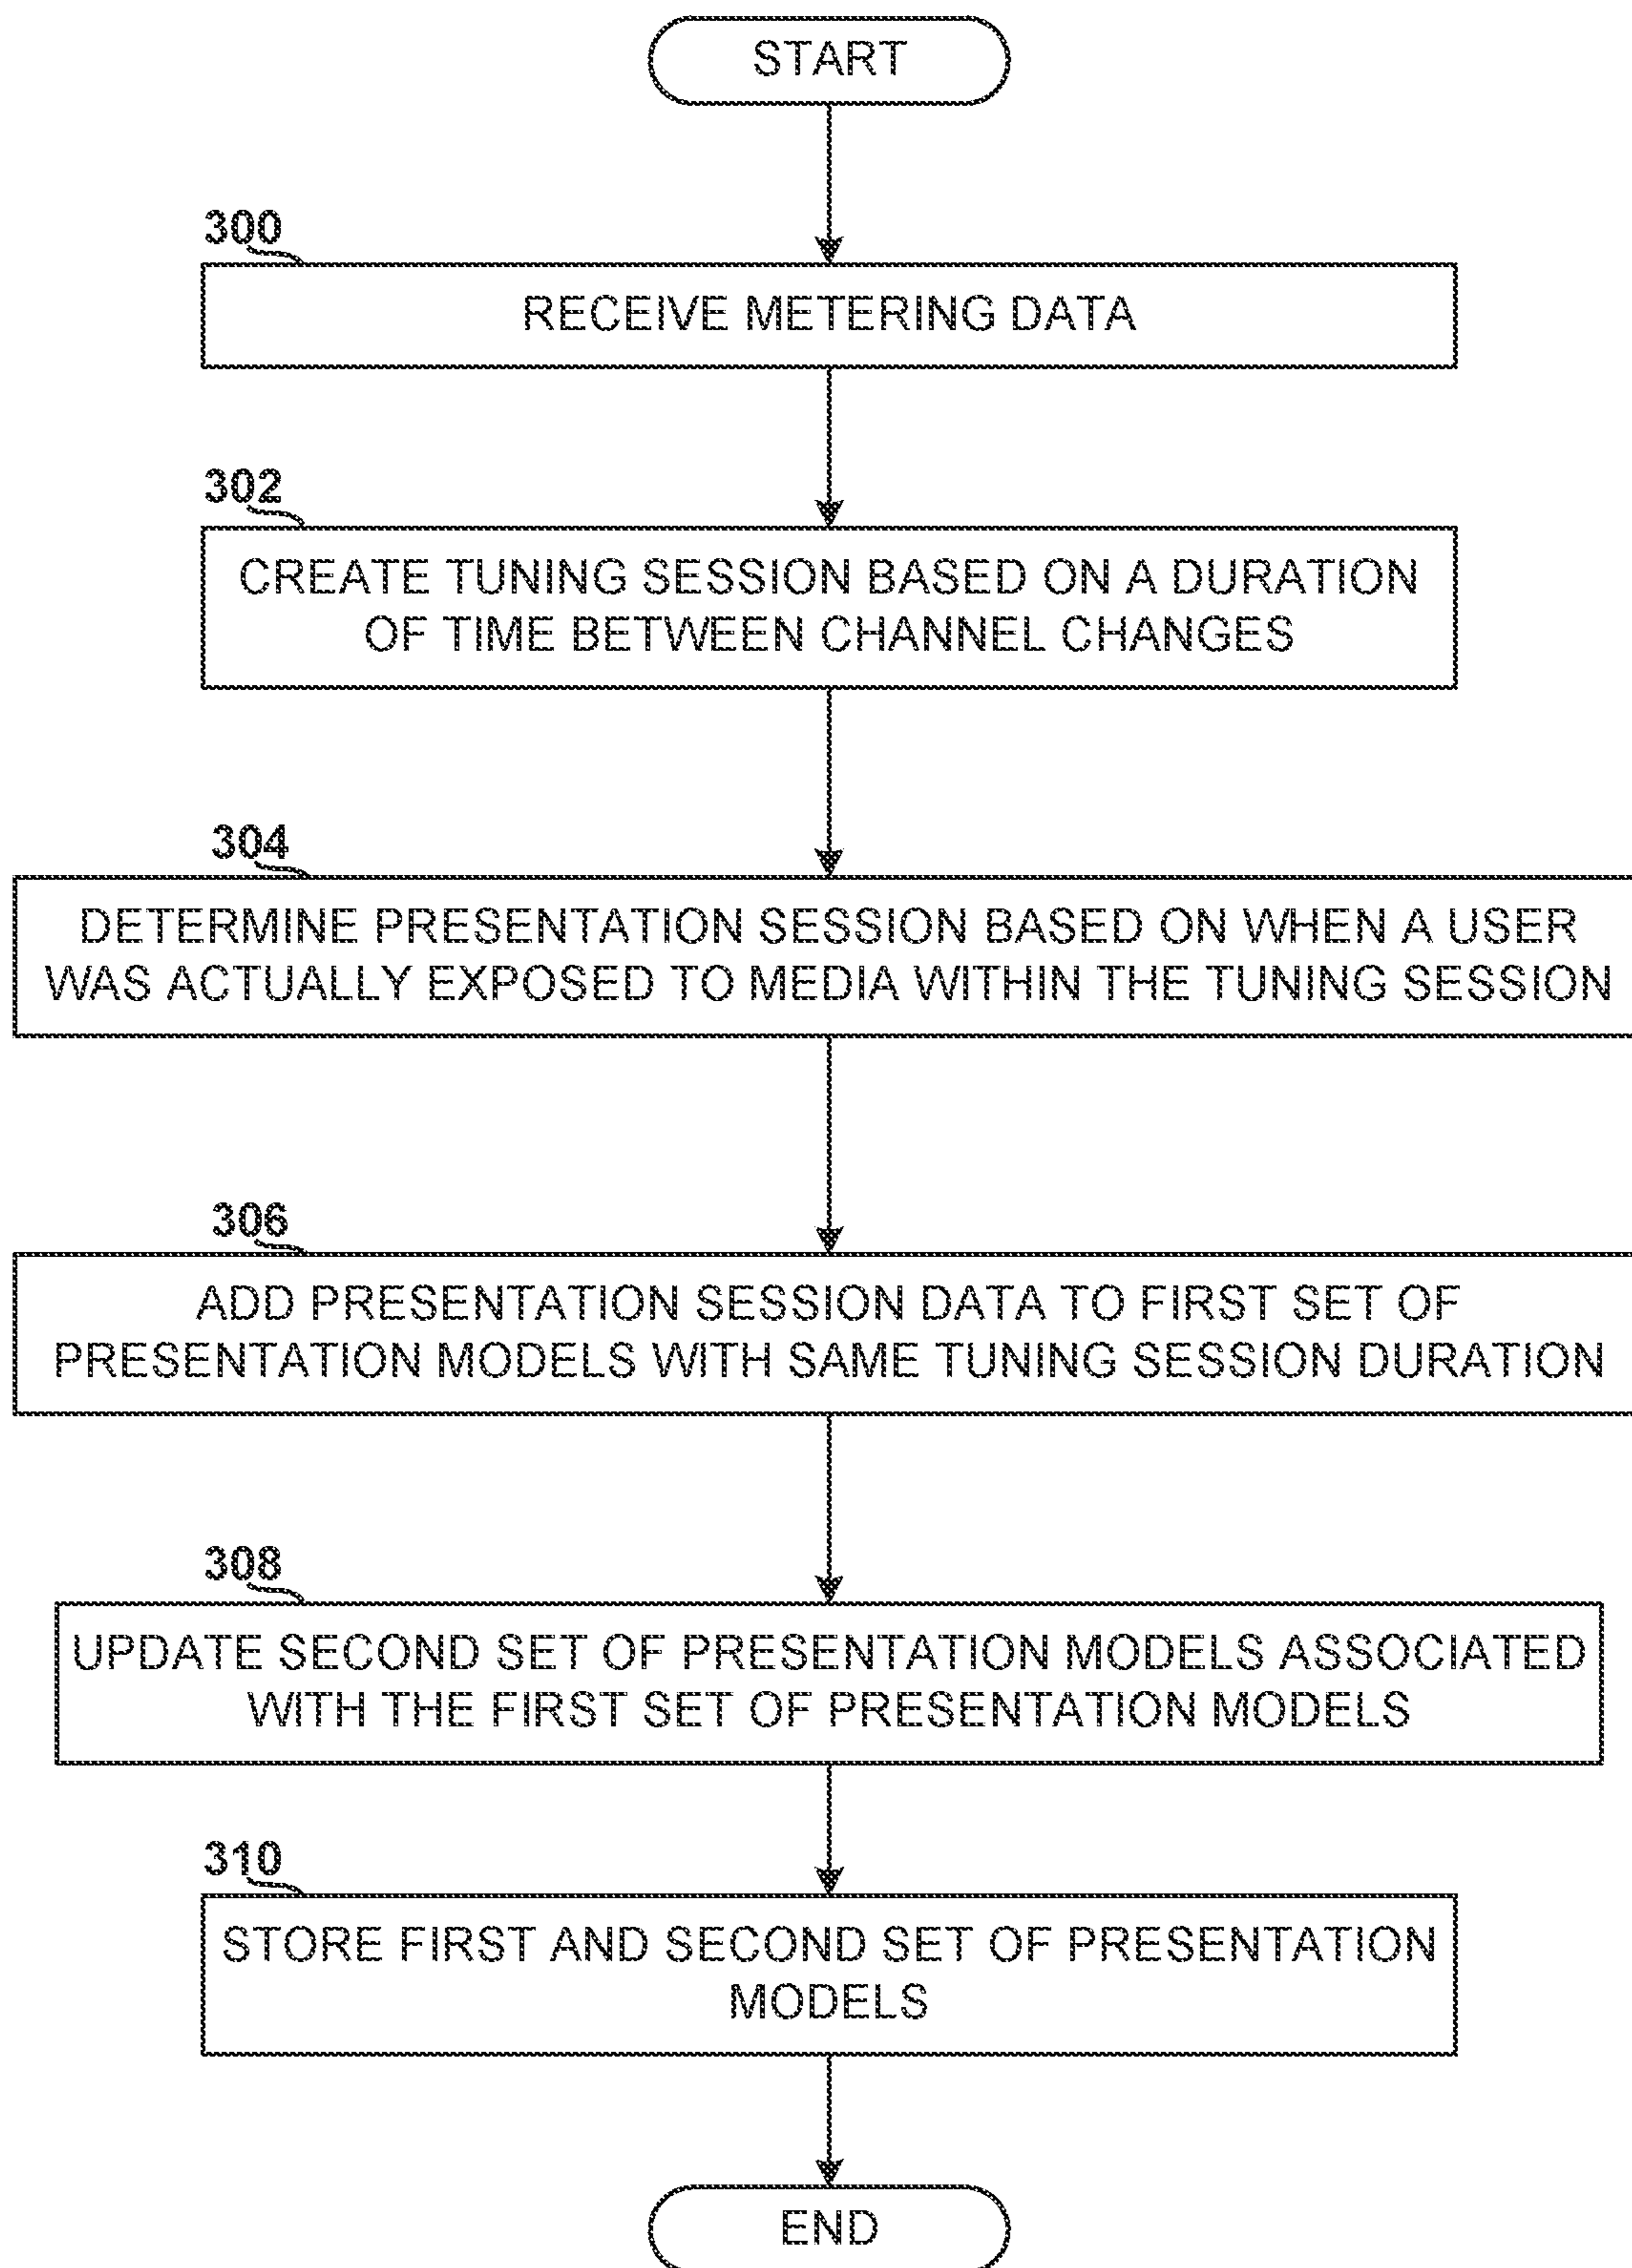 START
300
RECEIVE METERING DATA
302
CREATE TUNING SESSION BASED ON A DURATION
OF TIME BETWEEN CHANNEL CHANGES
304
DETERMINE PRESENTATION SESSION BASED ON WHEN A USER
WAS ACTUALLY EXPOSED TO MEDIA WITHIN THE TUNING SESSION
306
ADD PRESENTATION SESSION DATA TO FIRST SET OF
PRESENTATION MODELS WITH SAME TUNING SESSION DURATION
308
UPDATE SECOND SET OF PRESENTATION MODELS ASSOCIATED
WITH THE FIRST SET OF PRESENTATION MODELS
310
STORE FIRST AND SECOND SET OF PRESENTATION
MODELS
END